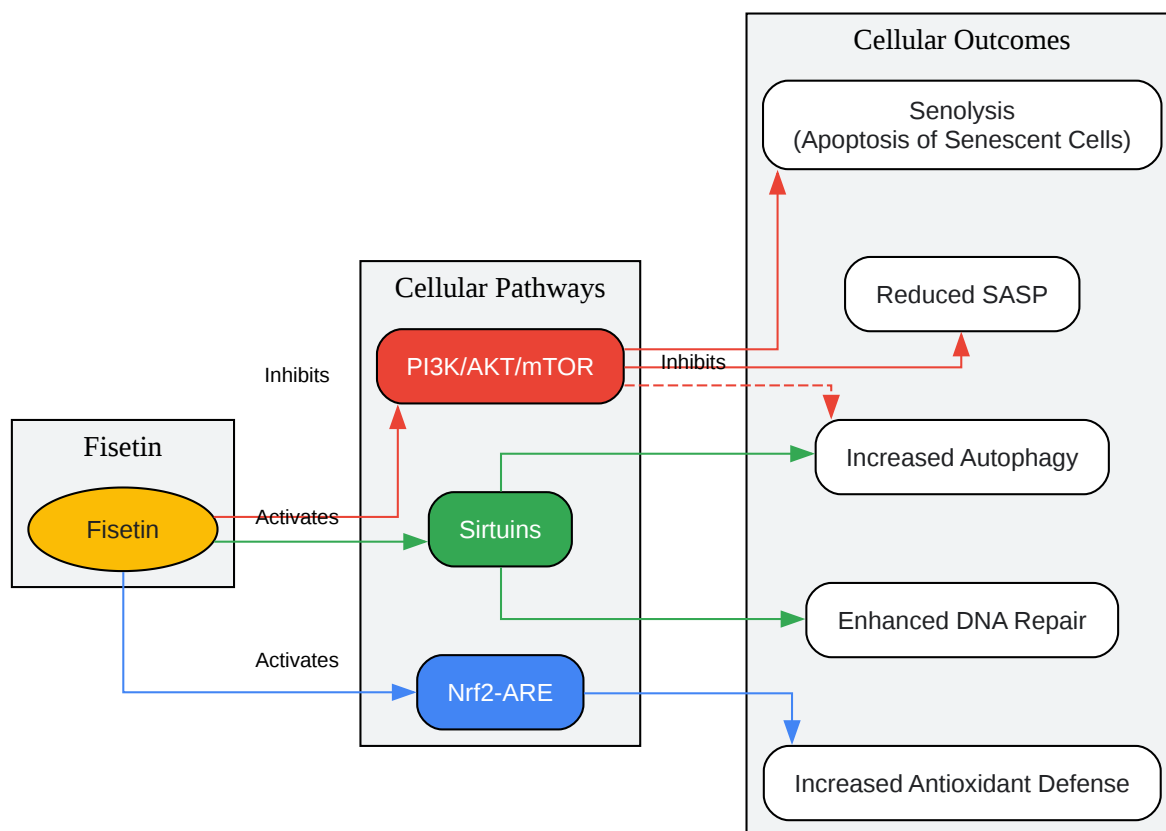 Cellular Outcomes
Senolysis
(Apoptosis of Senescent Cells)
Cellular Pathways
Reduced SASP
PI3K/AKT/mTOR
Inhibits
Inhibits
Fisetin
Increased Autophagy
Fisetin
Activates
Sirtuins
Enhanced DNA Repair
Activates
Nrf2-ARE
Increased Antioxidant Defense